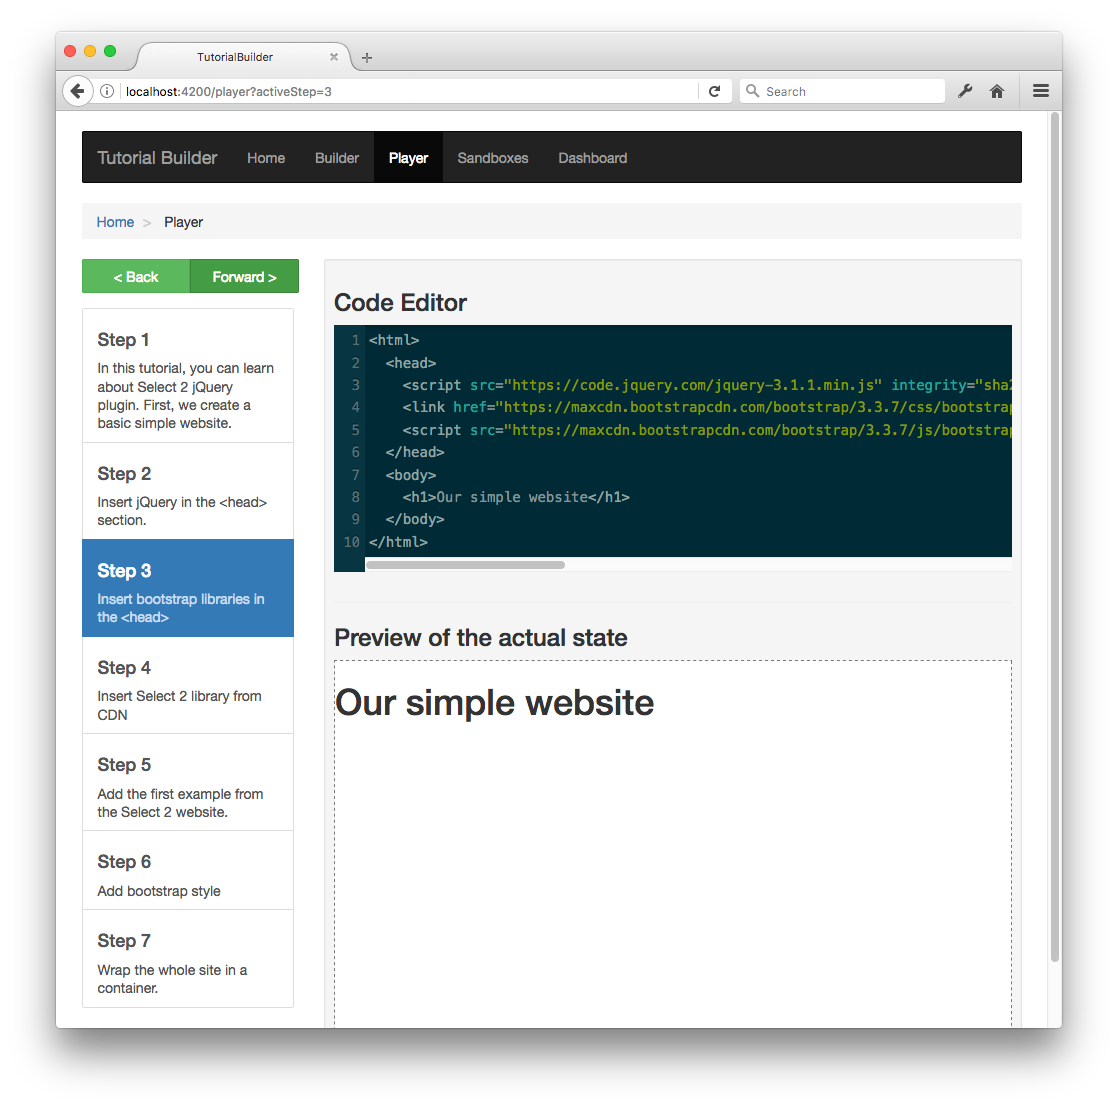 TutorialBuilder
localhost:4200/player?activeStep=3
Search
Tutorial Builder Home Builder Player Sandboxes Dashboard
Home > Player
< Back Forward >
Step 1
In this tutorial, you can learn
about Select 2 jQuery
plugin. First, we create a
basic simple website.
Step 2
Insert jQuery in the <head>
section.
Step 3
Insert bootstrap libraries in
the <head>
Step 4
Insert Select 2 library from
CDN
Step 5
Add the first example from
the Select 2 website.
Step 6
Add bootstrap style
Step 7
Wrap the whole site in a
container.
Code Editor
1 <html>
2 <head>
3 <script src="https://code.jquery.com/jquery-3.1.1.min.js" integrity="sha2
4 <link href="https://maxcdn.bootstrapcdn.com/bootstrap/3.3.7/css/bootstrap
5 <script src="https://maxcdn.bootstrapcdn.com/bootstrap/3.3.7/js/bootstrap
6 </head>
7 <body>
8 <h1>Our simple website</h1>
9 </body>
10 </html>
Preview of the actual state
Our simple website